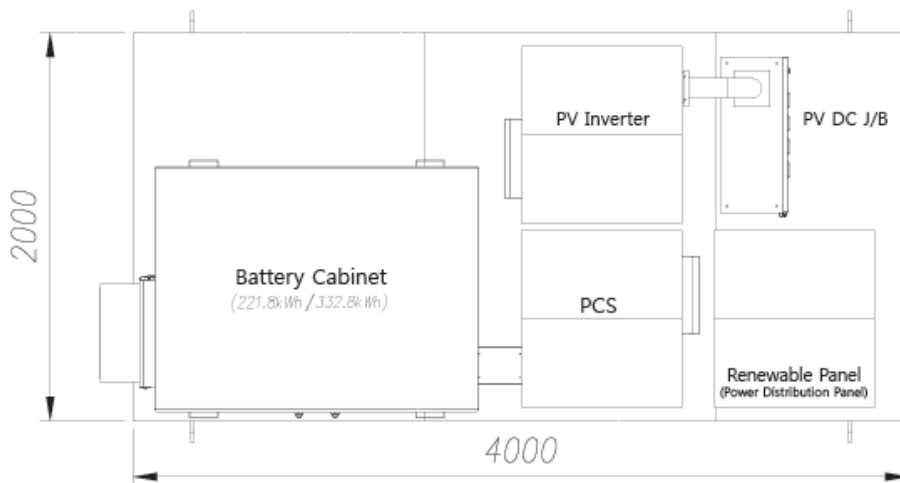 PV Inverter
PV DC J/B
2000
Battery Cabinet
(221.8kWh/332.8kWh)
PCS
Renewable Panel
(Power Distribution Panel)
4000